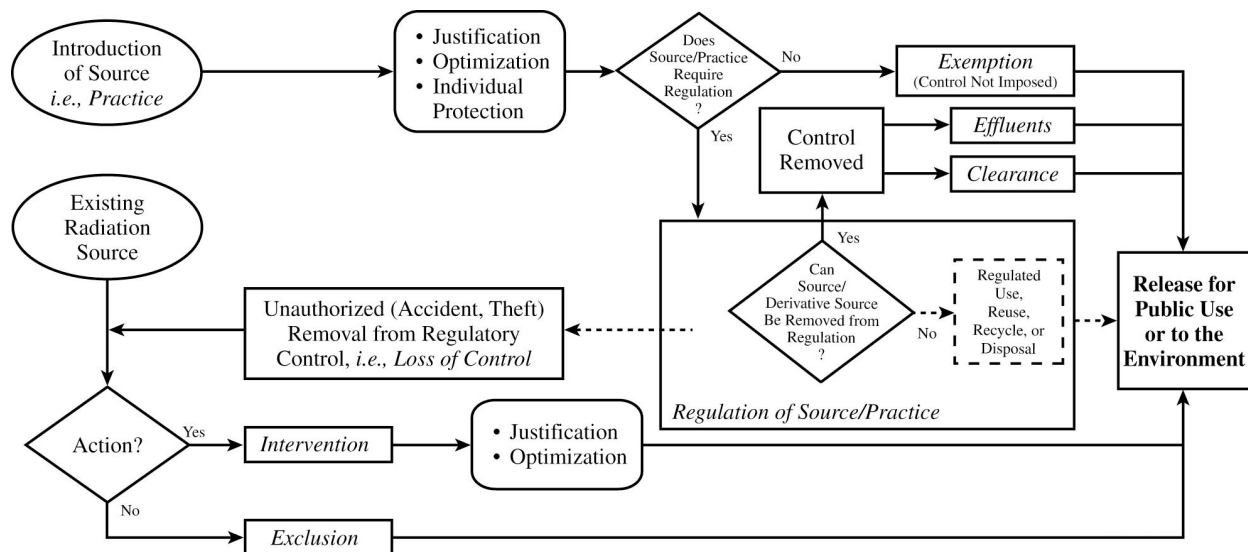 Introduction
of Source
i.e., Practice
• Justification
• Optimization
• Individual
Protection
Does
Source/Practice
Require
Regulation
?
No
Yes
Exemption
(Control Not Imposed)
Control
Removed
Effluents
Clearance
Existing
Radiation
Source
Unauthorized (Accident, Theft)
Removal from Regulatory
Control, i.e., Loss of Control
Yes
Can
Source/
Derivative Source
Be Removed from
Regulation
?
No
Regulated
Use,
Reuse,
Recycle, or
Disposal
Regulation of Source/Practice
Release for
Public Use
or to the
Environment
Action?
Yes
Intervention
• Justification
• Optimization
No
Exclusion